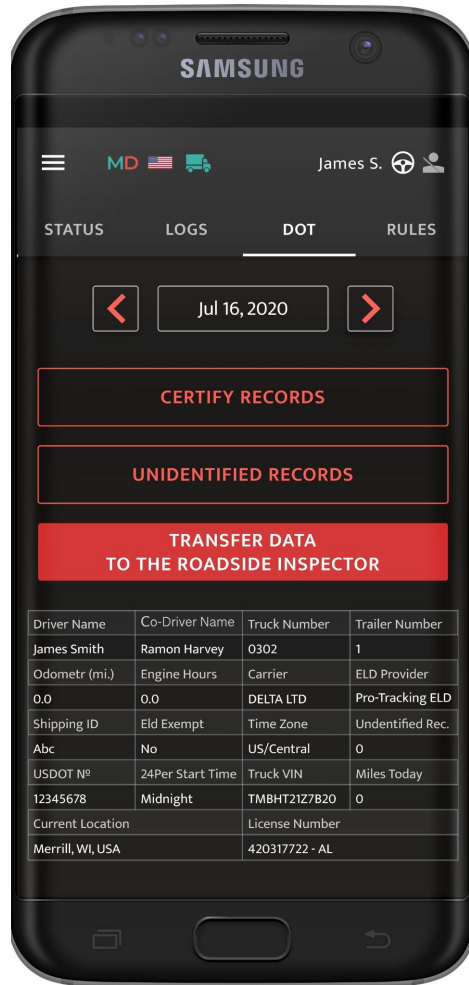 SAMSUNG
MD James S.
STATUS LOGS DOT RULES
Jul 16, 2020
CERTIFY RECORDS
UNIDENTIFIED RECORDS
TRANSFER DATA
TO THE ROADSIDE INSPECTOR
Driver Name Co-Driver Name Truck Number Trailer Number
James Smith Ramon Harvey 0302 1
Odometr (mi.) Engine Hours Carrier ELD Provider
0.0 0.0 DELTA LTD Pro-Tracking ELD
Shipping ID Eld Exempt Time Zone Undentified Rec.
Abc No US/Central 0
USDOT Nº 24Per Start Time Truck VIN Miles Today
12345678 Midnight TMBHT21Z7B20 0
Current Location License Number
Merrill, WI, USA 420317722 - AL